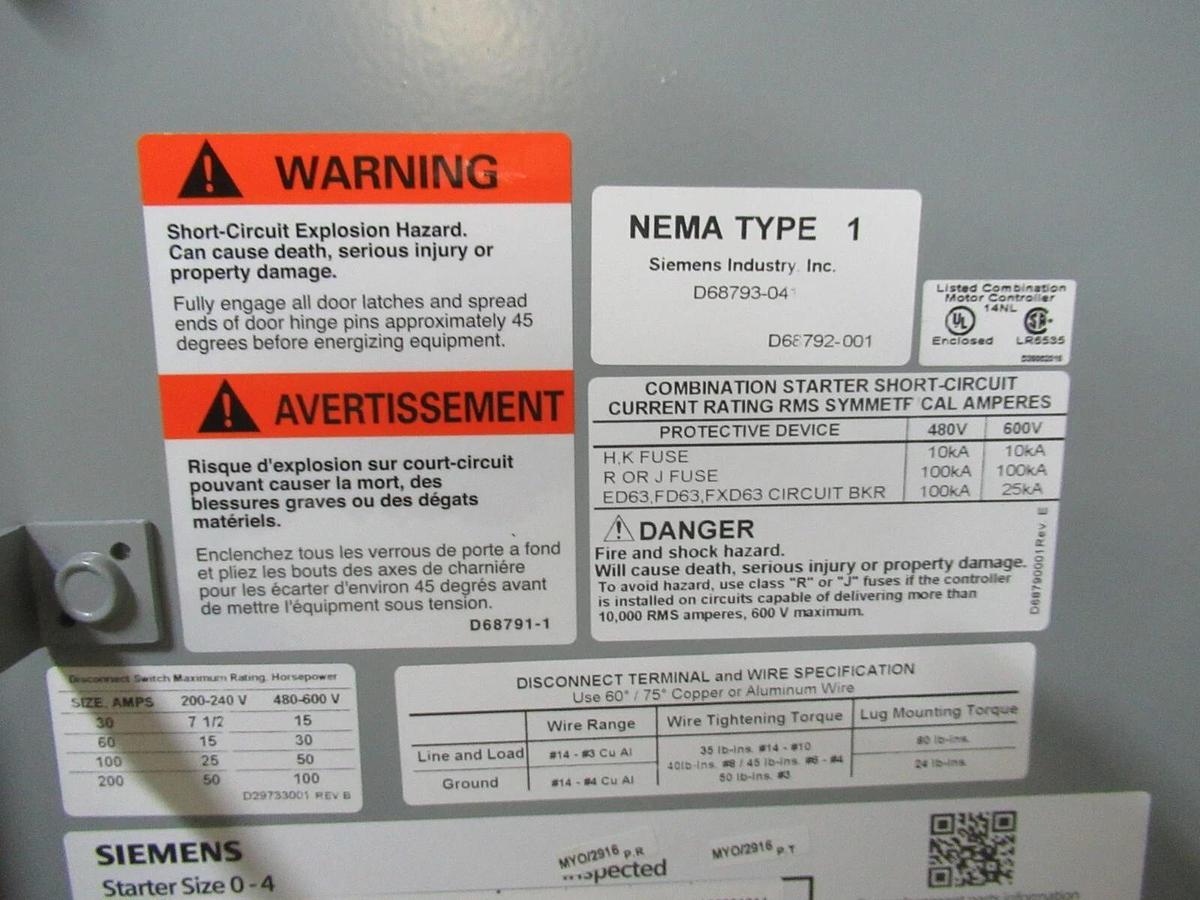 WARNING
Short-Circuit Explosion Hazard.
Can cause death, serious injury or
property damage.
Fully engage all door latches and spread
ends of door hinge pins approximately 45
degrees before energizing equipment.
AVERTISSEMENT
Risque d'explosion sur court-circuit
pouvant causer la mort, des
blessures graves ou des dégats
matériels.
Enclenchez tous les verrous de porte a fond
et pliez les bouts des axes de charniére
pour les écarter d'environ 45 degrés avant
de mettre l'équipment sous tension.
D68791-1
NEMA TYPE 1
Siemens Industry, Inc.
D68793-041
D68792-001
Listed Combination
Motor Controller
14NL
UL
Enclosed LR6535
COMBINATION STARTER SHORT-CIRCUIT
CURRENT RATING RMS SYMMETRICAL AMPERES
PROTECTIVE DEVICE 480V 600V
H,K FUSE 10kA 10kA
R OR J FUSE 100kA 100kA
ED63,FD63,FXD63 CIRCUIT BKR 100kA 25kA
DANGER
Fire and shock hazard.
Will cause death, serious injury or property damage.
To avoid hazard, use class "R" or "J" fuses if the controller
is installed on circuits capable of delivering more than
10,000 RMS amperes, 600 V maximum.
D68790001 Rev. E
Disconnect Switch Maximum Rating, Horsepower
SIZE, AMPS 200-240 V 480-600 V
30 7 1/2 15
60 15 30
100 25 50
200 50 100
D29733001 REV B
DISCONNECT TERMINAL and WIRE SPECIFICATION
Use 60° / 75° Copper or Aluminum Wire
Wire Range Wire Tightening Torque Lug Mounting Torque
Line and Load #14 - #3 Cu Al 35 lb-ins. #14 - #10
40lb-ins. #8 / 45 lb-ins. #6 - #4
50 lb-ins. #3
Ground #14 - #4 Cu Al 24 lb-ins.
SIEMENS
Starter Size 0 - 4
MYO/2916 P.R
Inspected
MYO/2916 P.T
parts information